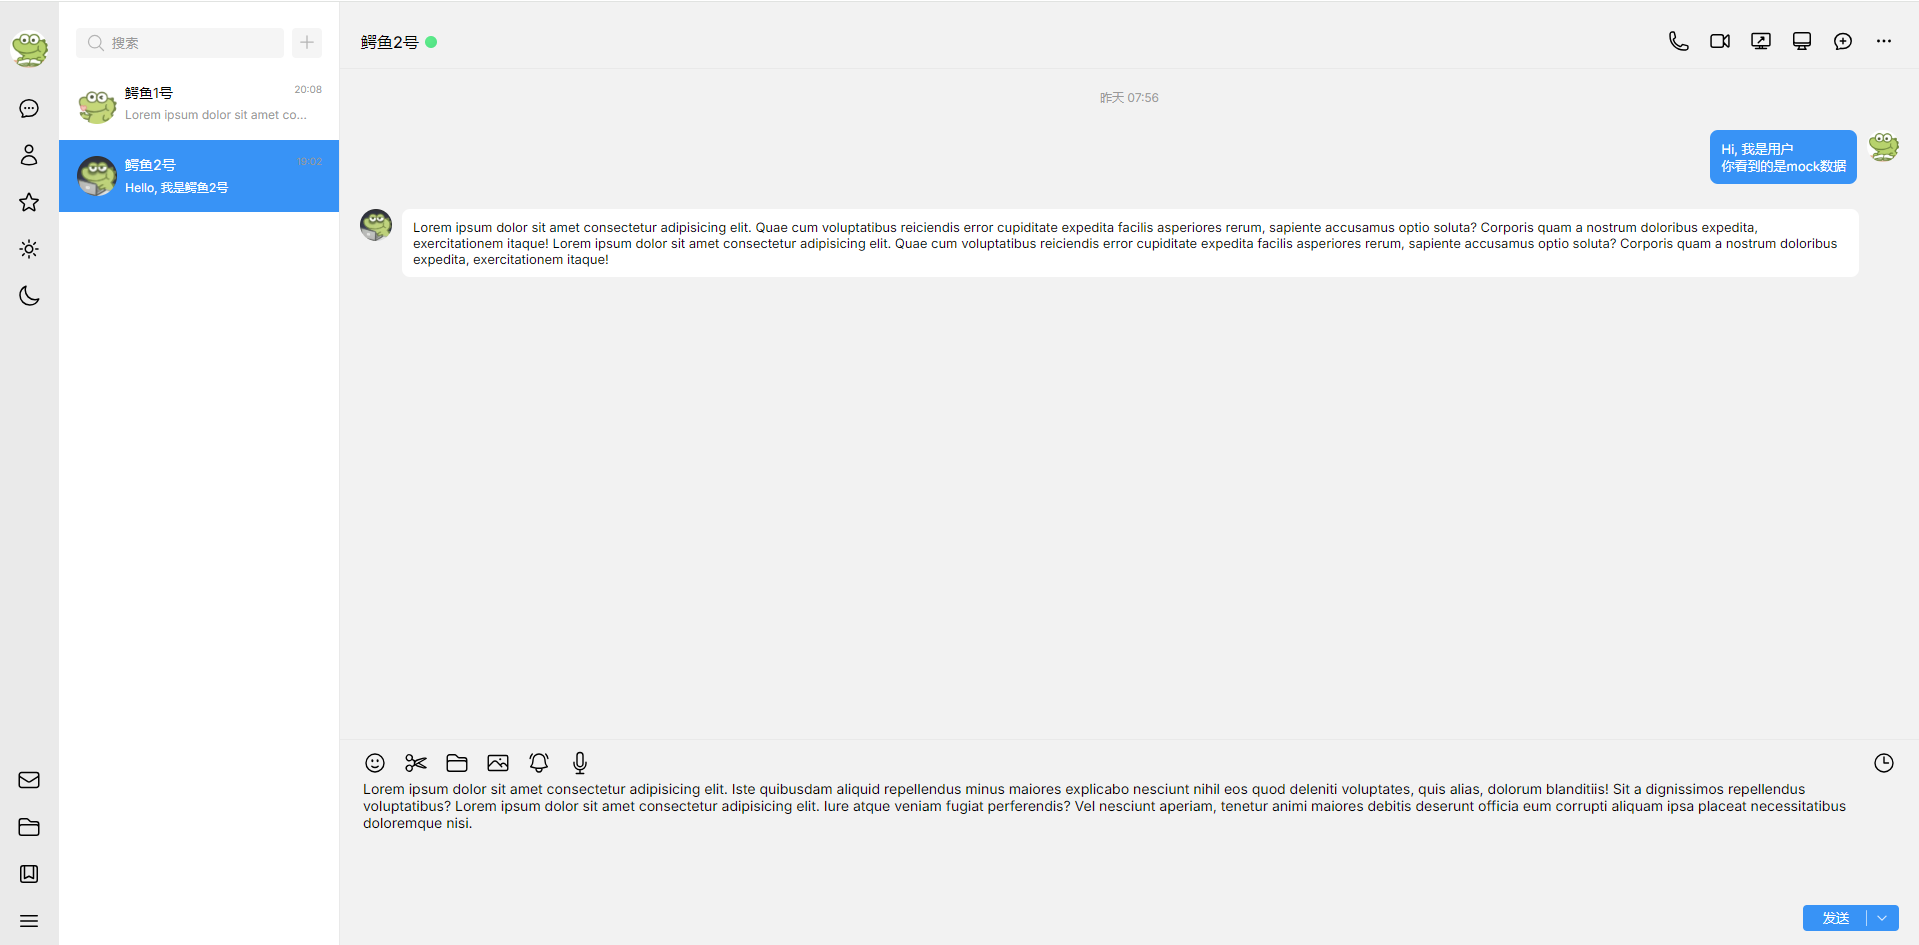 搜索
鳄鱼1号
20:08
Lorem ipsum dolor sit amet co...
鳄鱼2号
19:02
Hello, 我是鳄鱼2号
鳄鱼2号
昨天 07:56
Hi, 我是用户
你看到的是mock数据
Lorem ipsum dolor sit amet consectetur adipisicing elit. Quae cum voluptatibus reiciendis error cupiditate expedita facilis asperiores rerum, sapiente accusamus optio soluta? Corporis quam a nostrum doloribus expedita,
exercitationem itaque! Lorem ipsum dolor sit amet consectetur adipisicing elit. Quae cum voluptatibus reiciendis error cupiditate expedita facilis asperiores rerum, sapiente accusamus optio soluta? Corporis quam a nostrum doloribus
expedita, exercitationem itaque!
Lorem ipsum dolor sit amet consectetur adipisicing elit. Iste quibusdam aliquid repellendus minus maiores explicabo nesciunt nihil eos quod deleniti voluptates, quis alias, dolorum blanditiis! Sit a dignissimos repellendus
voluptatibus? Lorem ipsum dolor sit amet consectetur adipisicing elit. Iure atque veniam fugiat perferendis? Vel nesciunt aperiam, tenetur animi maiores debitis deserunt officia eum corrupti aliquam ipsa placeat necessitatibus
doloremque nisi.
发送